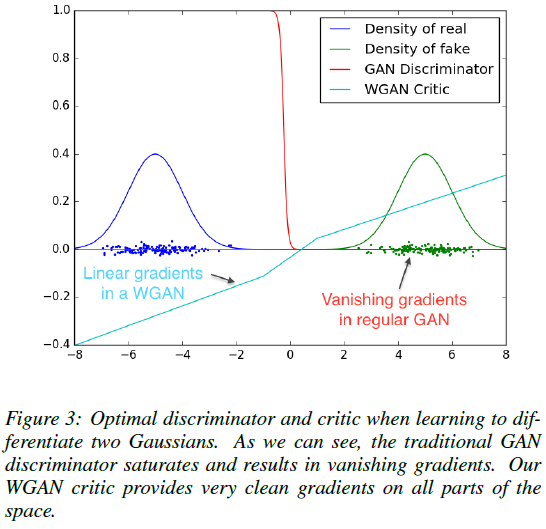 1.0
0.8
0.6
0.4
0.2
0.0
−0.2
−0.4
−8
−6
−4
−2
0
2
4
6
8
Density of real
Density of fake
GAN Discriminator
WGAN Critic
Linear gradients
in a WGAN
Vanishing gradients
in regular GAN
Figure 3: Optimal discriminator and critic when learning to dif-
ferentiate two Gaussians. As we can see, the traditional GAN
discriminator saturates and results in vanishing gradients. Our
WGAN critic provides very clean gradients on all parts of the
space.